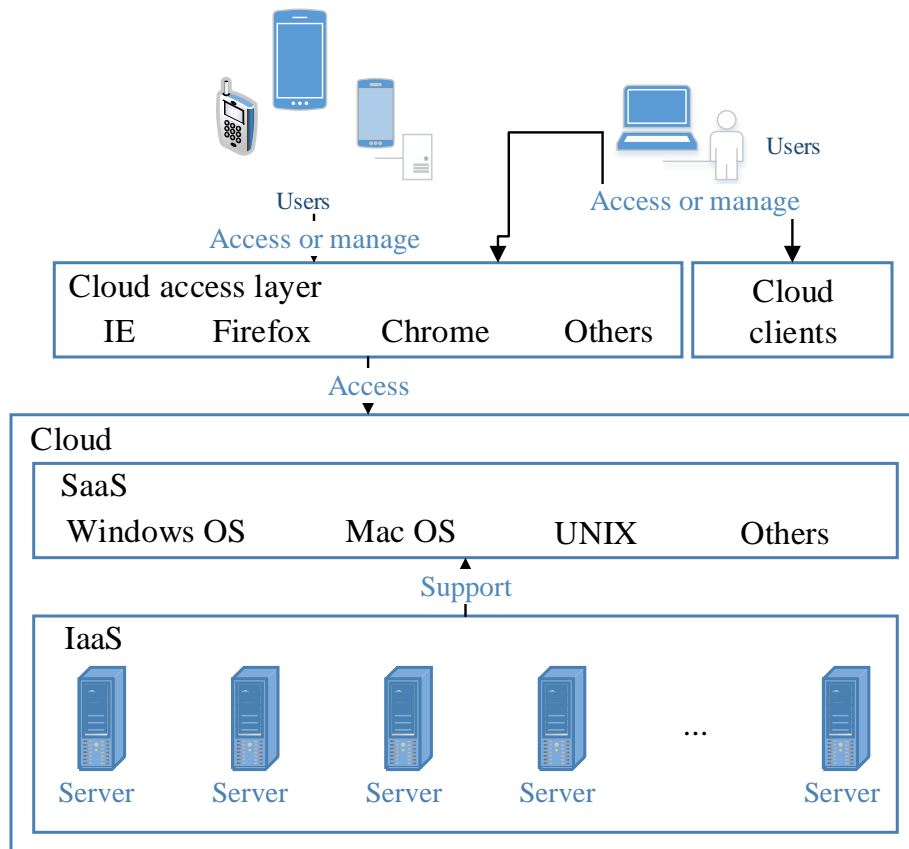 Users
Users
Access or manage
Access or manage
Cloud access layer
IE Firefox Chrome Others
Cloud
clients
Access
Cloud
SaaS
Windows OS Mac OS UNIX Others
Support
IaaS
...
Server Server Server Server Server